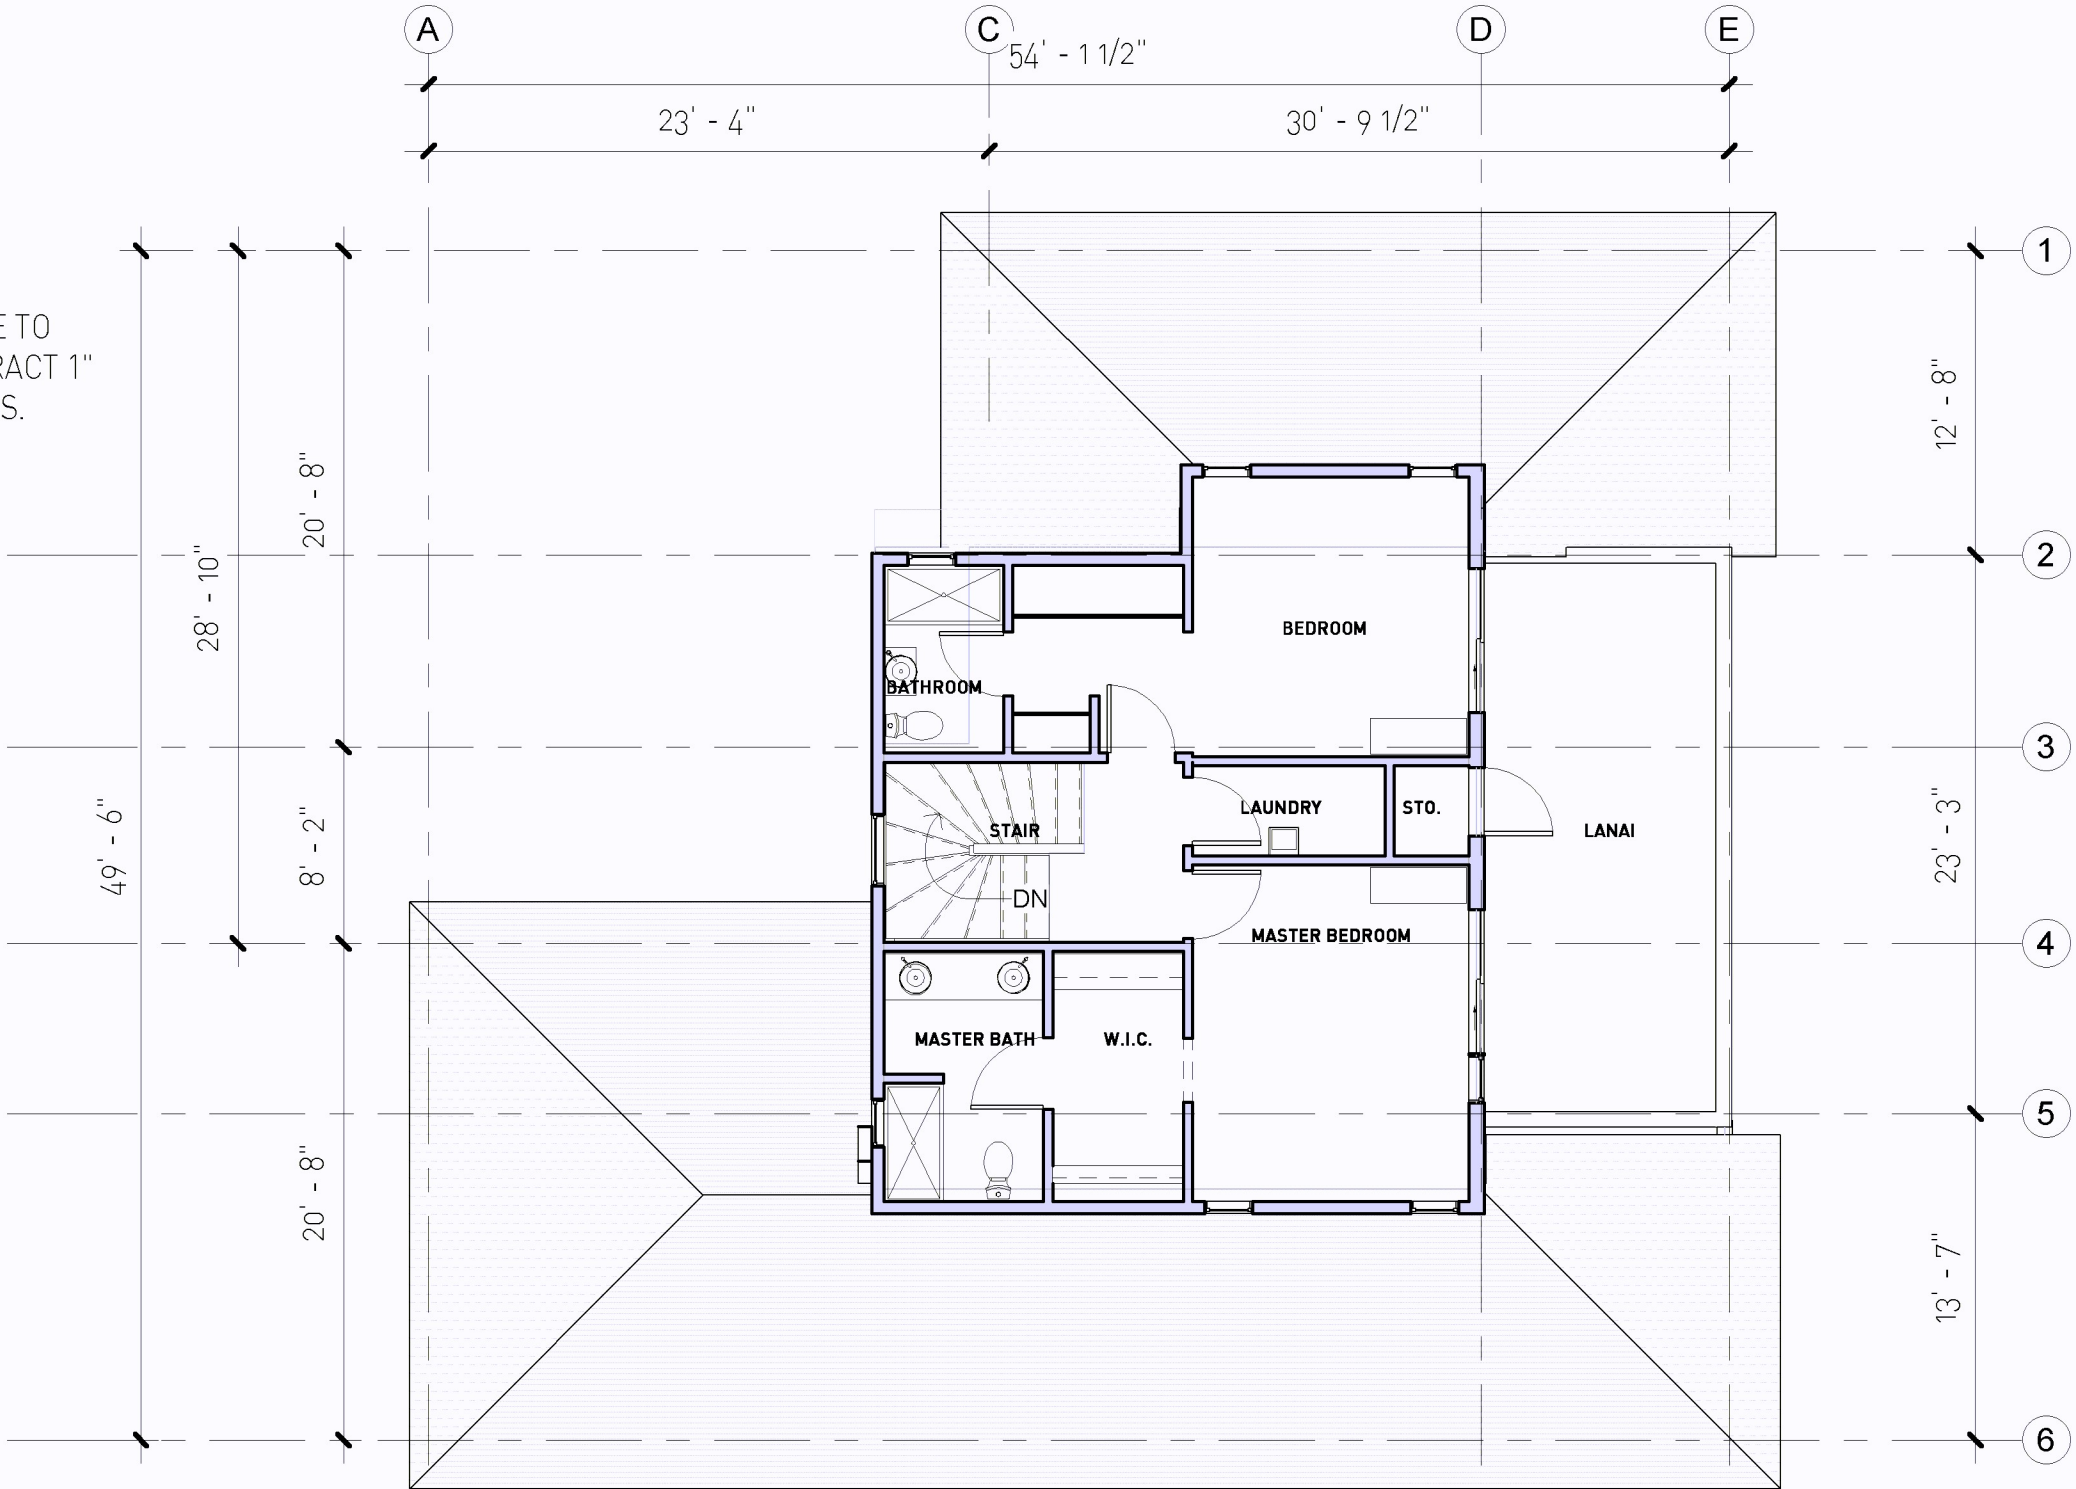 A
C
D
E
54' - 1 1/2"
23' - 4"
30' - 9 1/2"
1
E TO
RACT 1"
S.
12' - 8"
20' - 8"
28' - 10"
2
BEDROOM
BATHROOM
3
49' - 6"
8' - 2"
STAIR
LAUNDRY
STO.
LANAI
23' - 3"
DN
MASTER BEDROOM
4
MASTER BATH
W.I.C.
5
20' - 8"
13' - 7"
6